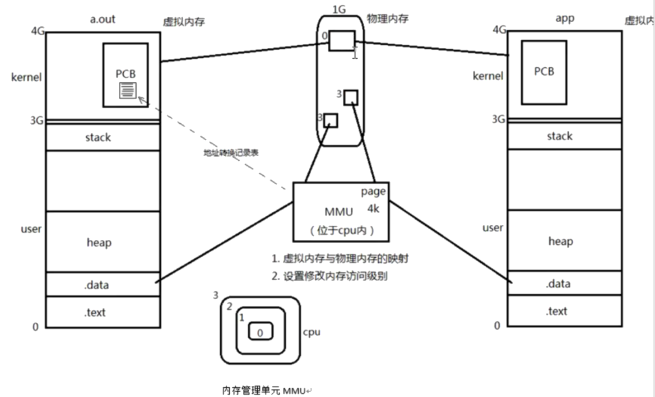 a.out
虚拟内存
1G
物理内存
app
虚拟内
4G
kernel
PCB
3G
stack
user
heap
.data
.text
0
0
3
3
地址转换记录表
page
4k
MMU
（位于cpu内）
1. 虚拟内存与物理内存的映射
2. 设置修改内存访问级别
3
2
1
0
cpu
4G
kernel
PCB
3G
stack
user
heap
.data
.text
0
内存管理单元 MMU